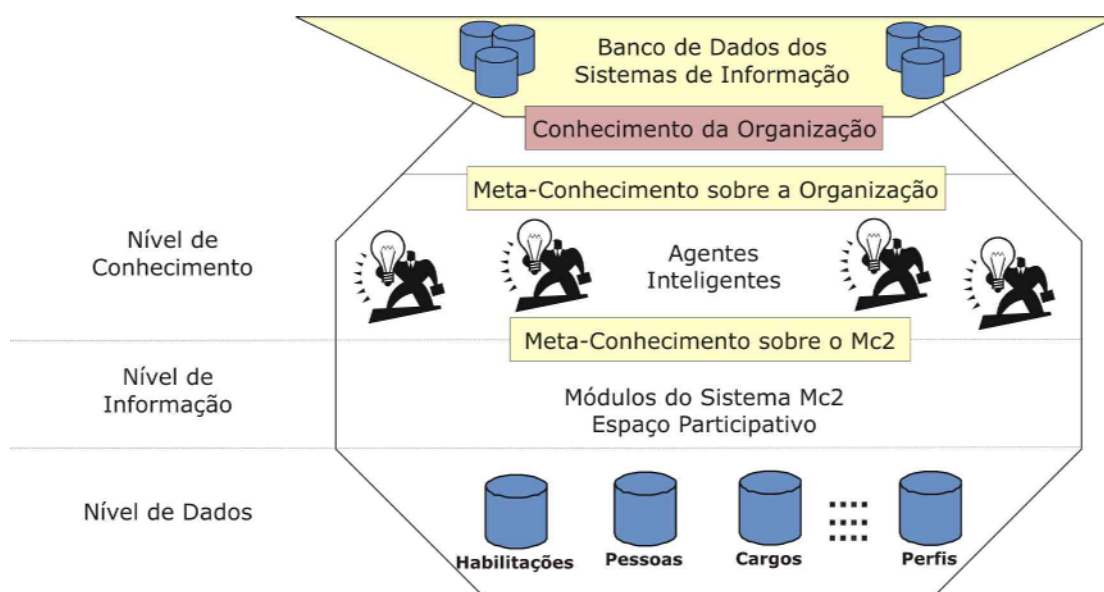 Banco de Dados dos
Sistemas de Informação
Conhecimento da Organização
Meta-Conhecimento sobre a Organização
Nível de
Conhecimento
Agentes
Inteligentes
Meta-Conhecimento sobre o Mc2
Nível de
Informação
Módulos do Sistema Mc2
Espaço Participativo
Nível de Dados
Habilitações
Pessoas
Cargos
Perfis